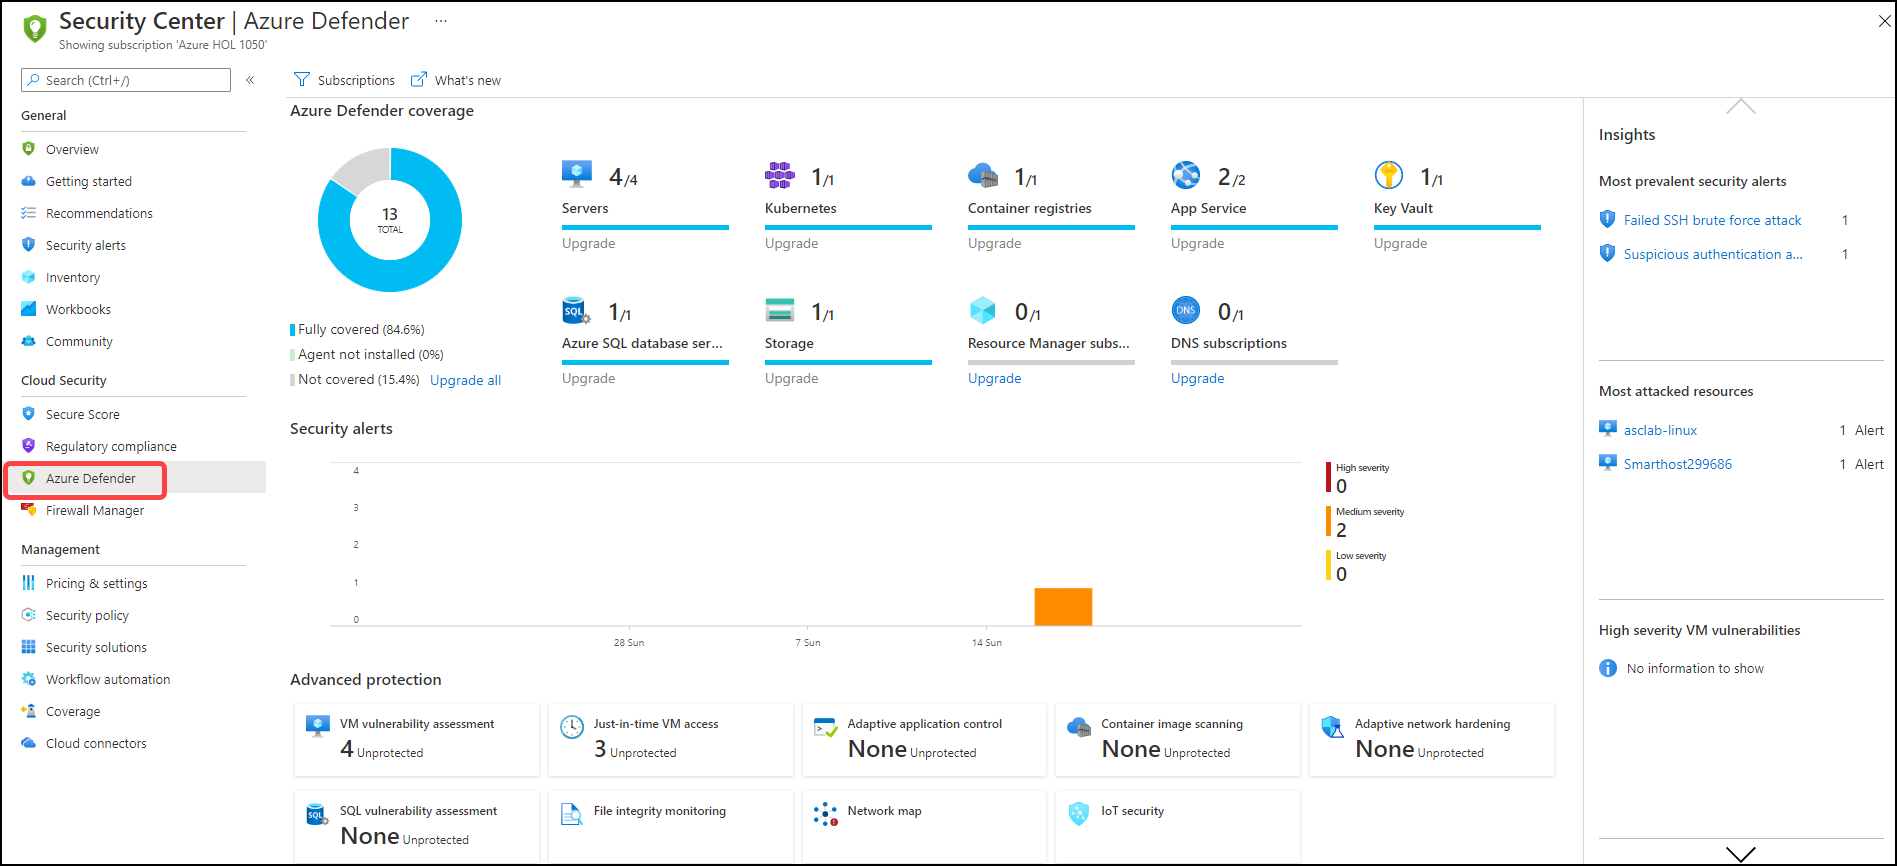 Security Center | Azure Defender ...
Showing subscription 'Azure HOL 1050'
Search (Ctrl+/)
«
General
Overview
Getting started
Recommendations
Security alerts
Inventory
Workbooks
Community
Cloud Security
Secure Score
Regulatory compliance
Azure Defender
Firewall Manager
Management
Pricing & settings
Security policy
Security solutions
Workflow automation
Coverage
Cloud connectors
Subscriptions
What's new
Azure Defender coverage
13
TOTAL
Fully covered (84.6%)
Agent not installed (0%)
Not covered (15.4%) Upgrade all
4/4
Servers
Upgrade
1/1
Kubernetes
Upgrade
1/1
Container registries
Upgrade
2/2
App Service
Upgrade
1/1
Key Vault
Upgrade
SQL
1/1
Azure SQL database ser...
Upgrade
1/1
Storage
Upgrade
0/1
Resource Manager subs...
Upgrade
DNS
0/1
DNS subscriptions
Upgrade
Security alerts
4
3
2
1
0
28 Sun
7 Sun
14 Sun
High severity
0
Medium severity
2
Low severity
0
Advanced protection
VM vulnerability assessment
4 Unprotected
Just-in-time VM access
3 Unprotected
Adaptive application control
None Unprotected
Container image scanning
None Unprotected
Adaptive network hardening
None Unprotected
SQL
SQL vulnerability assessment
None Unprotected
File integrity monitoring
Network map
IoT security
Insights
Most prevalent security alerts
Failed SSH brute force attack 1
Suspicious authentication a... 1
Most attacked resources
asclab-linux 1 Alert
Smarthost299686 1 Alert
High severity VM vulnerabilities
No information to show